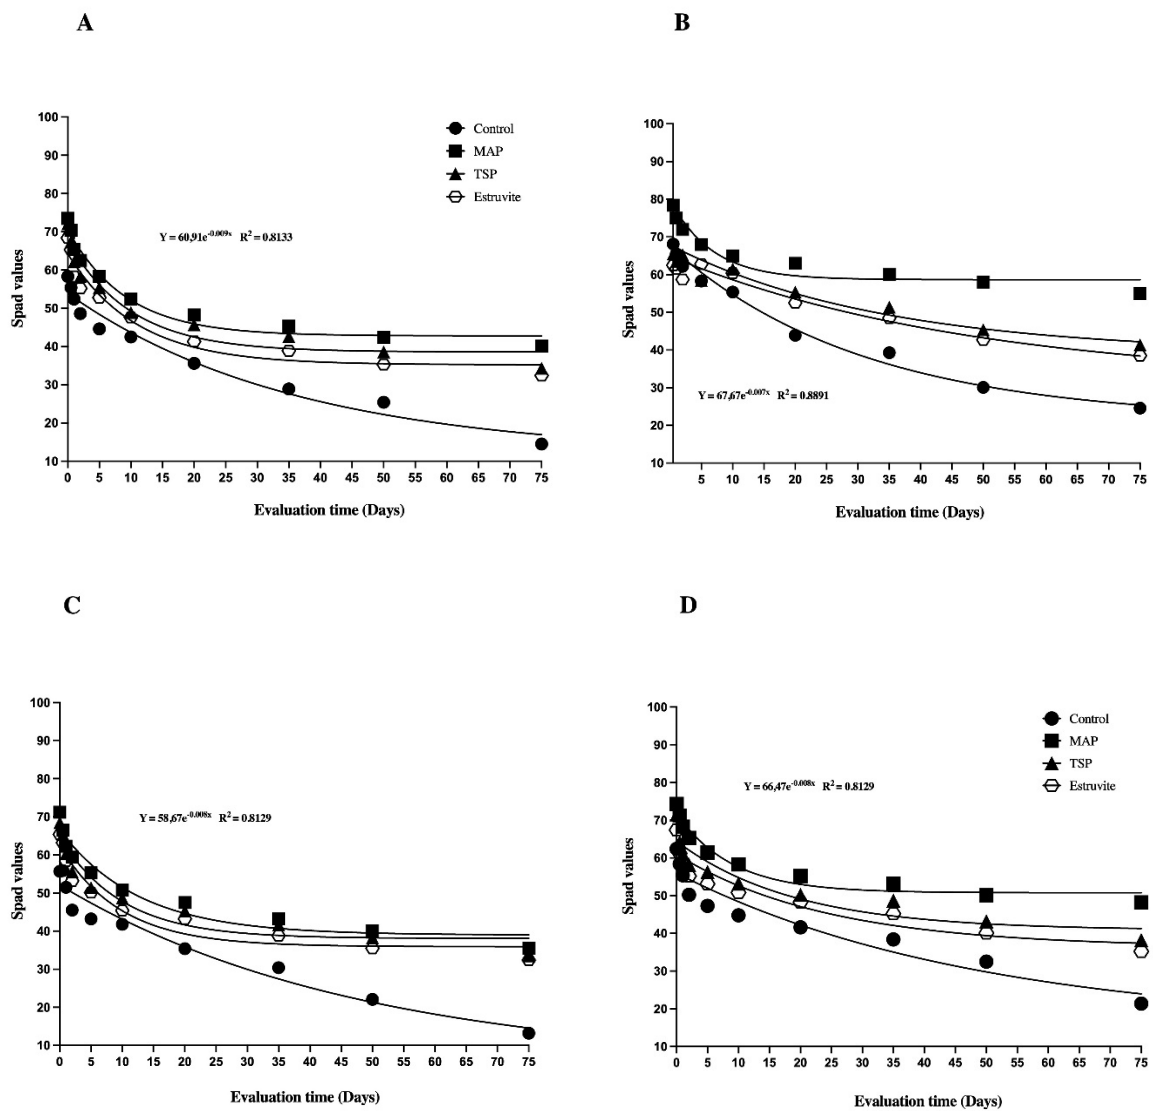 A
B
100
90
80
70
60
50
40
30
20
10
Spad values
Control
MAP
TSP
Estruvite
Y = 60,91e-0.009x R2 = 0.8133
0 5 10 15 20 25 30 35 40 45 50 55 60 65 70 75
Evaluation time (Days)
100
90
80
70
60
50
40
30
20
10
Spad values
Y = 67,67e-0.007x R2 = 0.8891
5 10 15 20 25 30 35 40 45 50 55 60 65 70 75
Evaluation time (Days)
C
D
100
90
80
70
60
50
40
30
20
10
Spad values
Y = 58,67e-0.008x R2 = 0.8129
0 5 10 15 20 25 30 35 40 45 50 55 60 65 70 75
Evaluation time (Days)
100
90
80
70
60
50
40
30
20
10
Spad values
Control
MAP
TSP
Estruvite
Y = 66,47e-0.008x R2 = 0.8129
0 5 10 15 20 25 30 35 40 45 50 55 60 65 70 75
Evaluation time (Days)